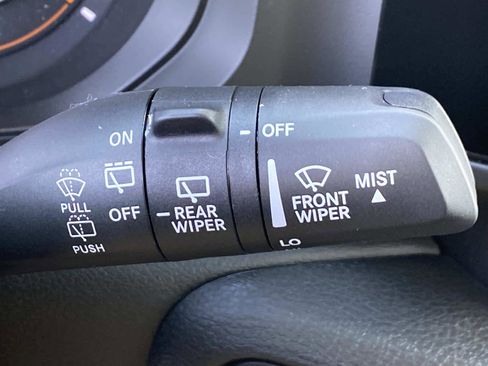 ON
OFF
PULL
PUSH
REAR
WIPER
OFF
FRONT
WIPER
MIST
LO